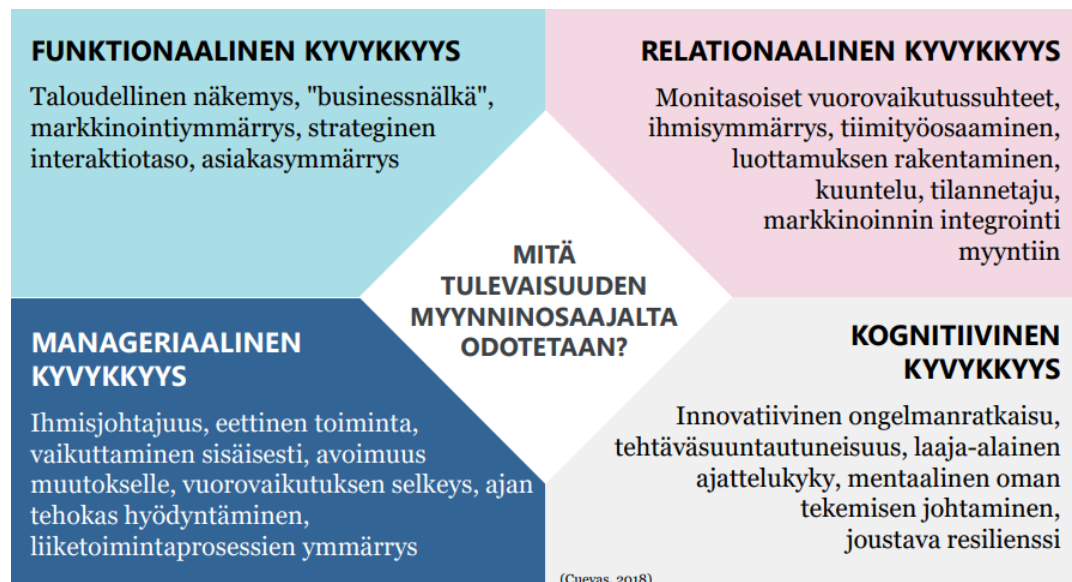 FUNKTIONAALINEN KYVYKKYYS
Taloudellinen näkemys, "businessnälkä",
markkinointiymmärrys, strateginen
interaktiotaso, asiakasymmärrys
RELATIONAALINEN KYVYKKYYS
Monitasoiset vuorovaikutussuhteet,
ihmisymmärrys, tiimityöosaaminen,
luottamuksen rakentaminen,
kuuntelu, tilannetaju,
markkinoinnin integrointi
myyntiin
MITÄ
TULEVAISUUDEN
MYYNNINOSAAJALTA
ODOTETAAN?
MANAGERIAALINEN
KYVYKKYYS
Ihmisjohtajuus, eettinen toiminta,
vaikuttaminen sisäisesti, avoimuus
muutokselle, vuorovaikutuksen selkeys, ajan
tehokas hyödyntäminen,
liiketoimintaprosessien ymmärrys
KOGNITIIVINEN
KYVYKKYYS
Innovatiivinen ongelmanratkaisu,
tehtäväsuuntautuneisuus, laaja-alainen
ajattelukyky, mentaalinen oman
tekemisen johtaminen,
joustava resilienssi
(Cuevas, 2018)